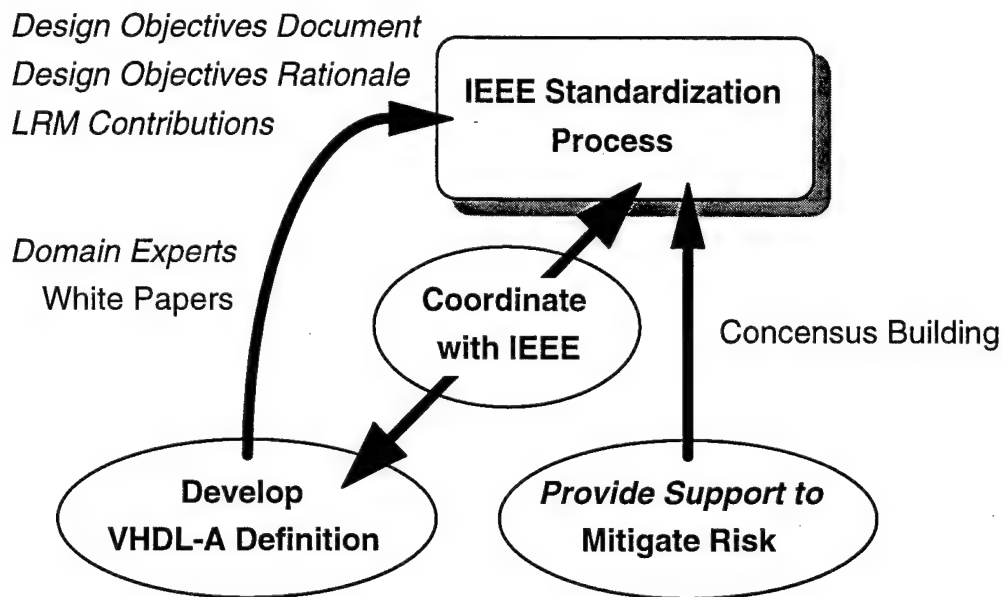 Design Objectives Document
Design Objectives Rationale
LRM Contributions
IEEE Standardization
Process
Domain Experts
White Papers
Coordinate
with IEEE
Concensus Building
Develop
VHDL-A Definition
Provide Support to
Mitigate Risk